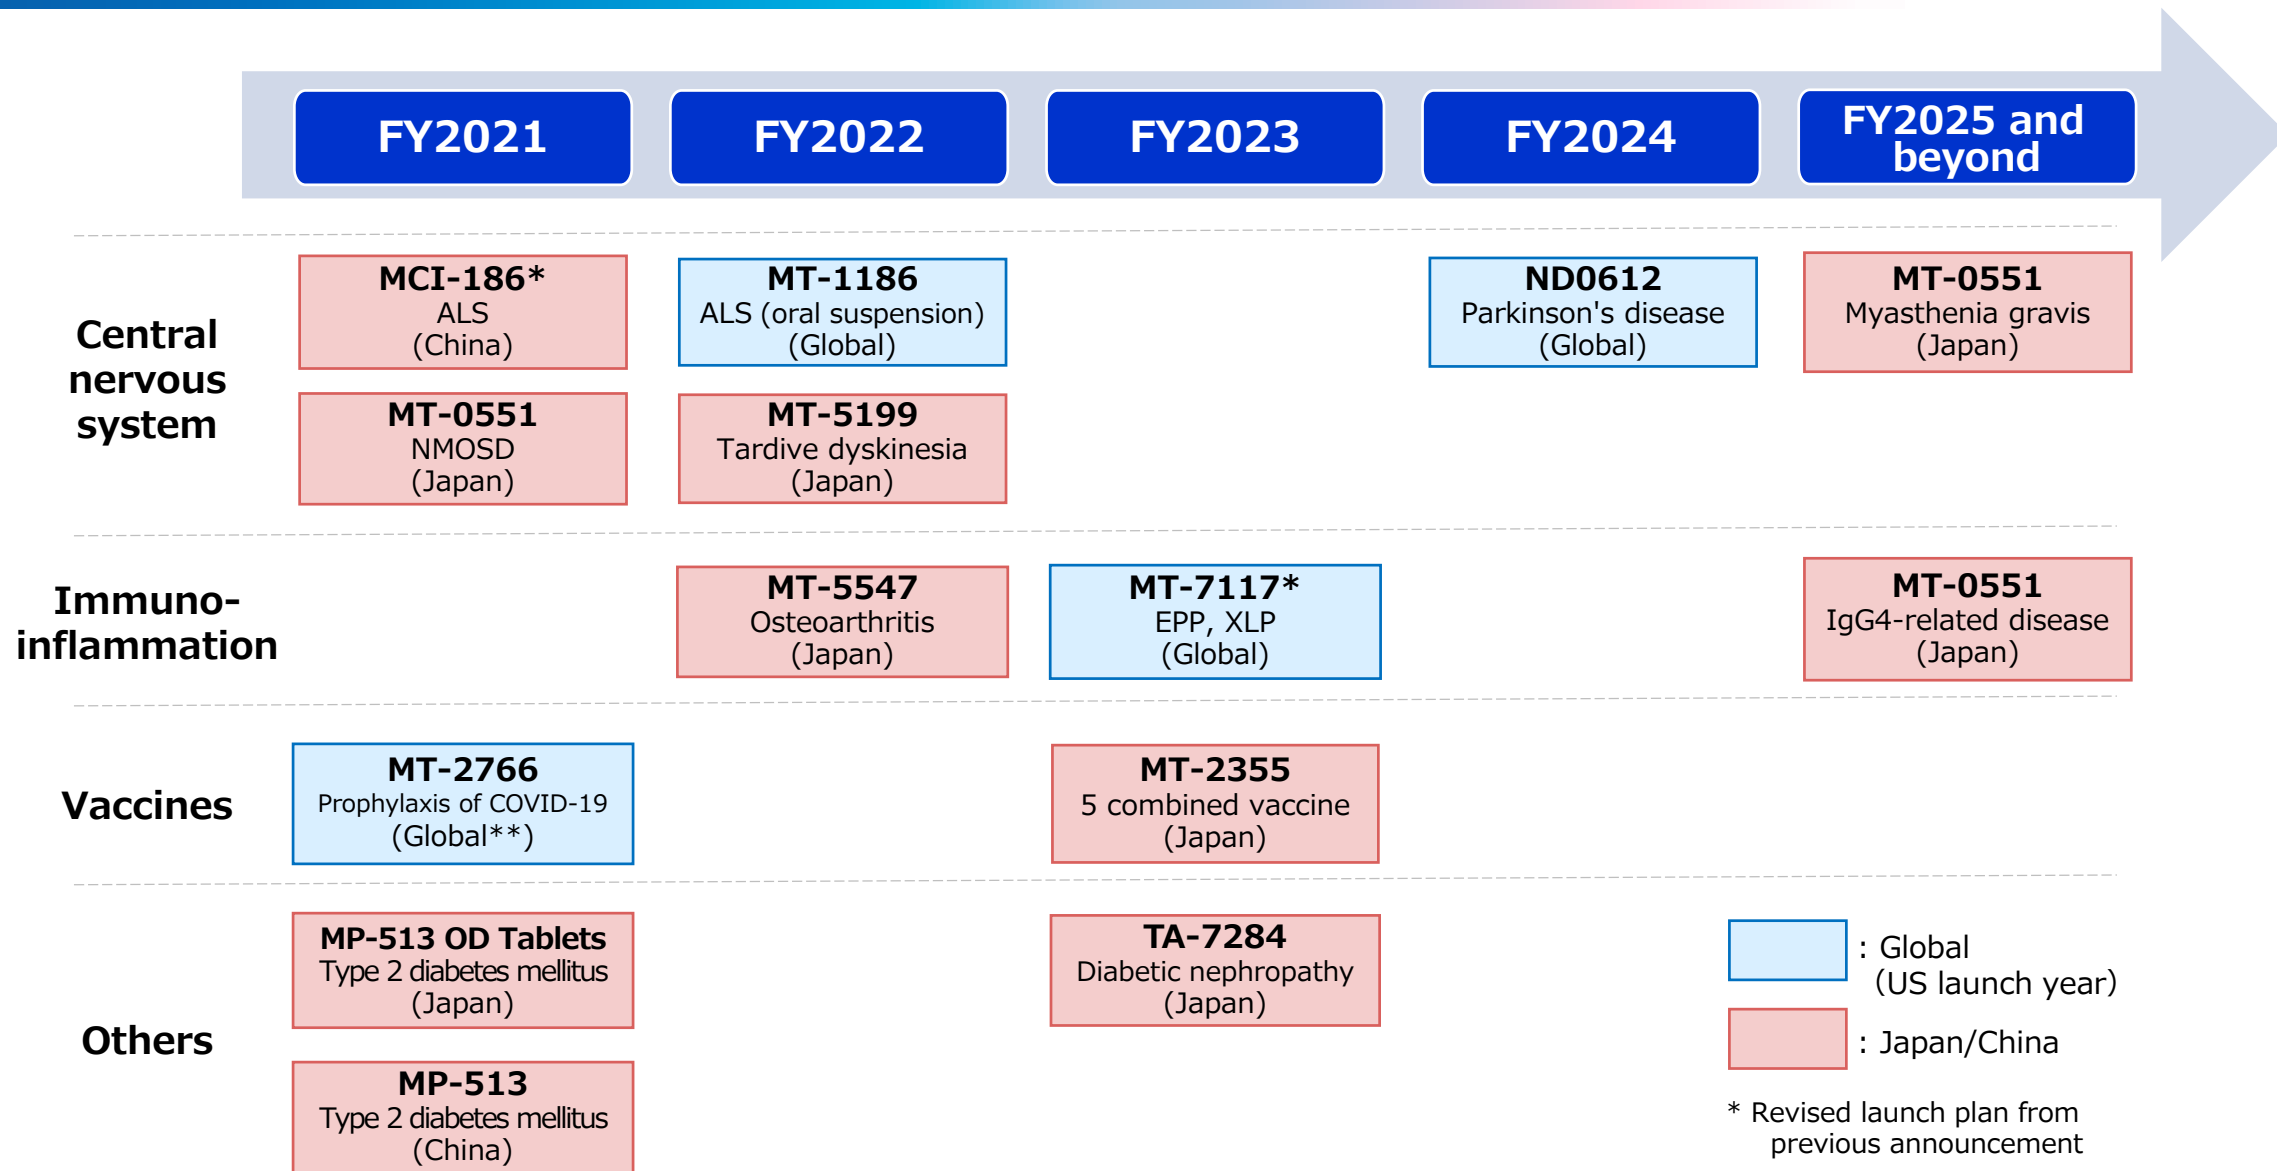 FY2021
FY2022
FY2023
FY2024
FY2025 and
beyond
Central
nervous
system
MCI-186*
ALS
(China)
MT-1186
ALS (oral suspension)
(Global)
ND0612
Parkinson's disease
(Global)
MT-0551
Myasthenia gravis
(Japan)
MT-0551
NMOSD
(Japan)
MT-5199
Tardive dyskinesia
(Japan)
Immuno-
inflammation
MT-5547
Osteoarthritis
(Japan)
MT-7117*
EPP, XLP
(Global)
MT-0551
IgG4-related disease
(Japan)
Vaccines
MT-2766
Prophylaxis of COVID-19
(Global**)
MT-2355
5 combined vaccine
(Japan)
Others
MP-513 OD Tablets
Type 2 diabetes mellitus
(Japan)
TA-7284
Diabetic nephropathy
(Japan)
MP-513
Type 2 diabetes mellitus
(China)
: Global
(US launch year)
: Japan/China
* Revised launch plan from
previous announcement